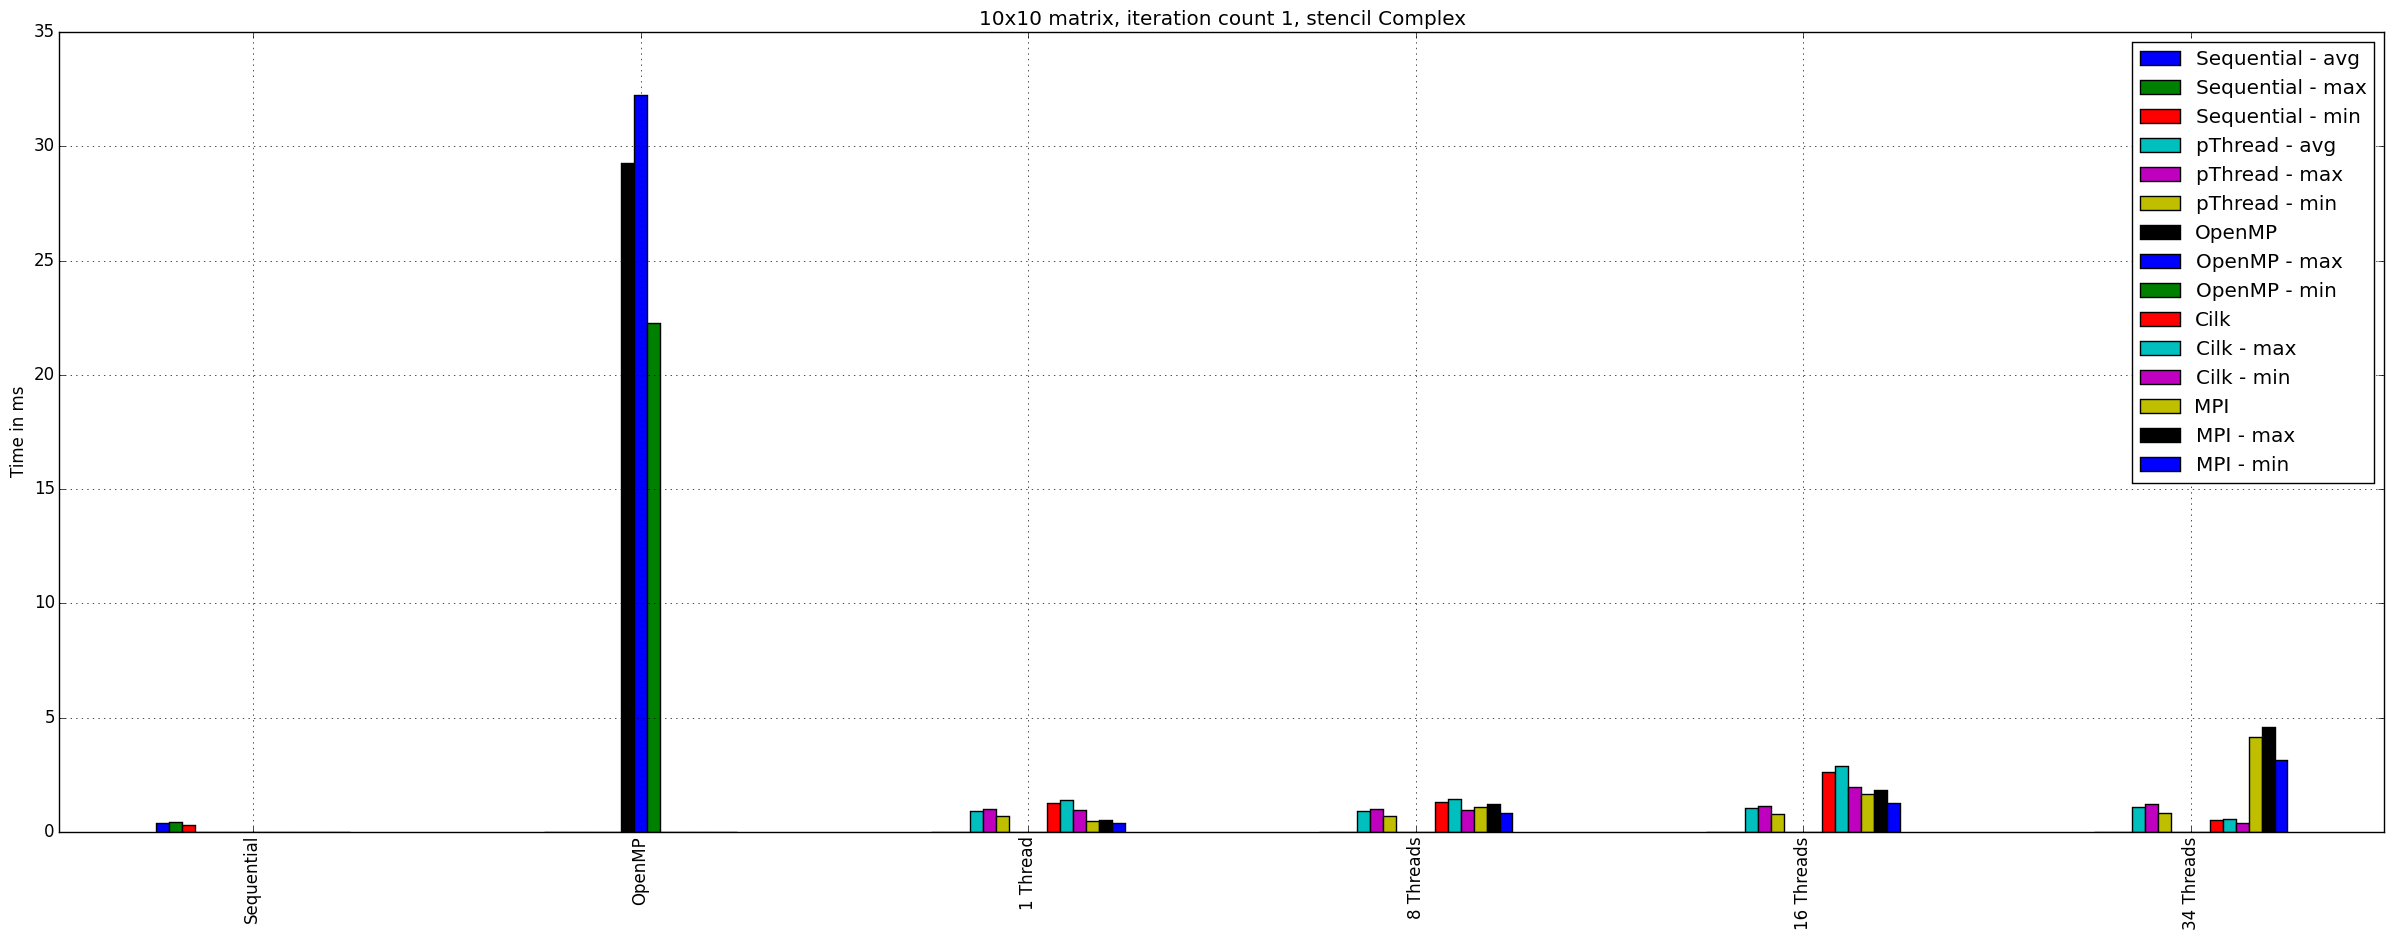 10x10 matrix, iteration count 1, stencil Complex
35
30
25
20
15
10
5
0
Time in ms
Sequential
OpenMP
1 Thread
8 Threads
16 Threads
34 Threads
Sequential - avg
Sequential - max
Sequential - min
pThread - avg
pThread - max
pThread - min
OpenMP
OpenMP - max
OpenMP - min
Cilk
Cilk - max
Cilk - min
MPI
MPI - max
MPI - min